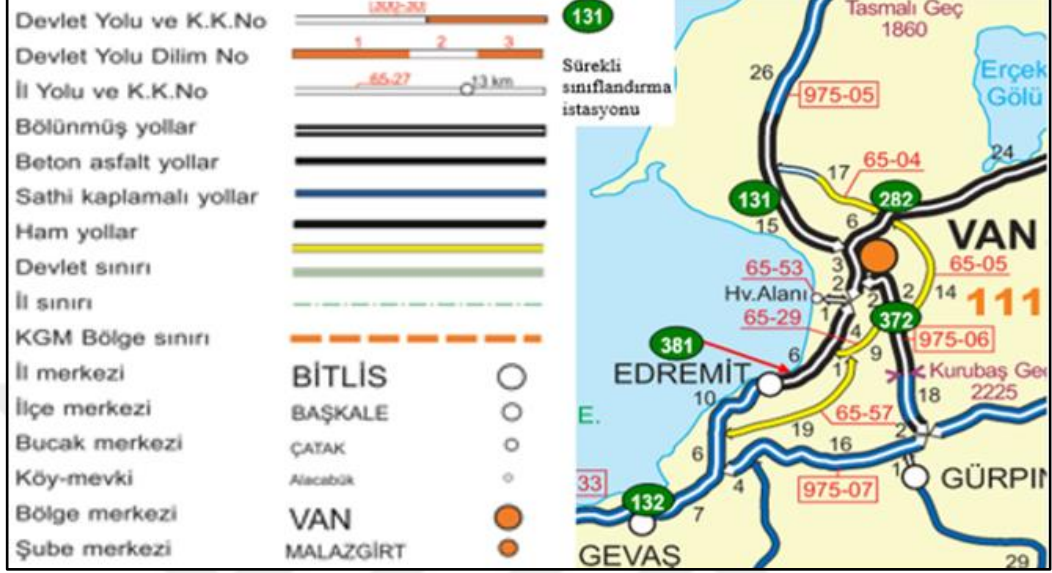 Devlet Yolu ve K.K.No
Devlet Yolu Dilim No
1 2 3
İl Yolu ve K.K.No
65-27
13 km
Bölünmüş yollar
Beton asfalt yollar
Sathi kaplamalı yollar
Ham yollar
Devlet sınırı
İl sınırı
KGM Bölge sınırı
İl merkezi
BİTLİS
İlçe merkezi
BAŞKALE
Bucak merkezi
ÇATAK
Köy-mevki
Alacabük
Bölge merkezi
VAN
Şube merkezi
MALAZGİRT
131
Sürekli
sınıflandırma
istasyonu
Tasmalı Geç
1860
Erçek
Gölü
26
975-05
24
17
65-04
131
282
15
6
VAN
3
65-53
65-05
2
Hv.Alanı
2
2
14
111
1
65-29
372
4
975-06
381
9
6
1
EDREMİT
Kurubaş Geç
2225
10
18
E.
65-57
19
2
16
6
1
33
4
975-07
GÜRPIN
132
7
GEVAŞ
29